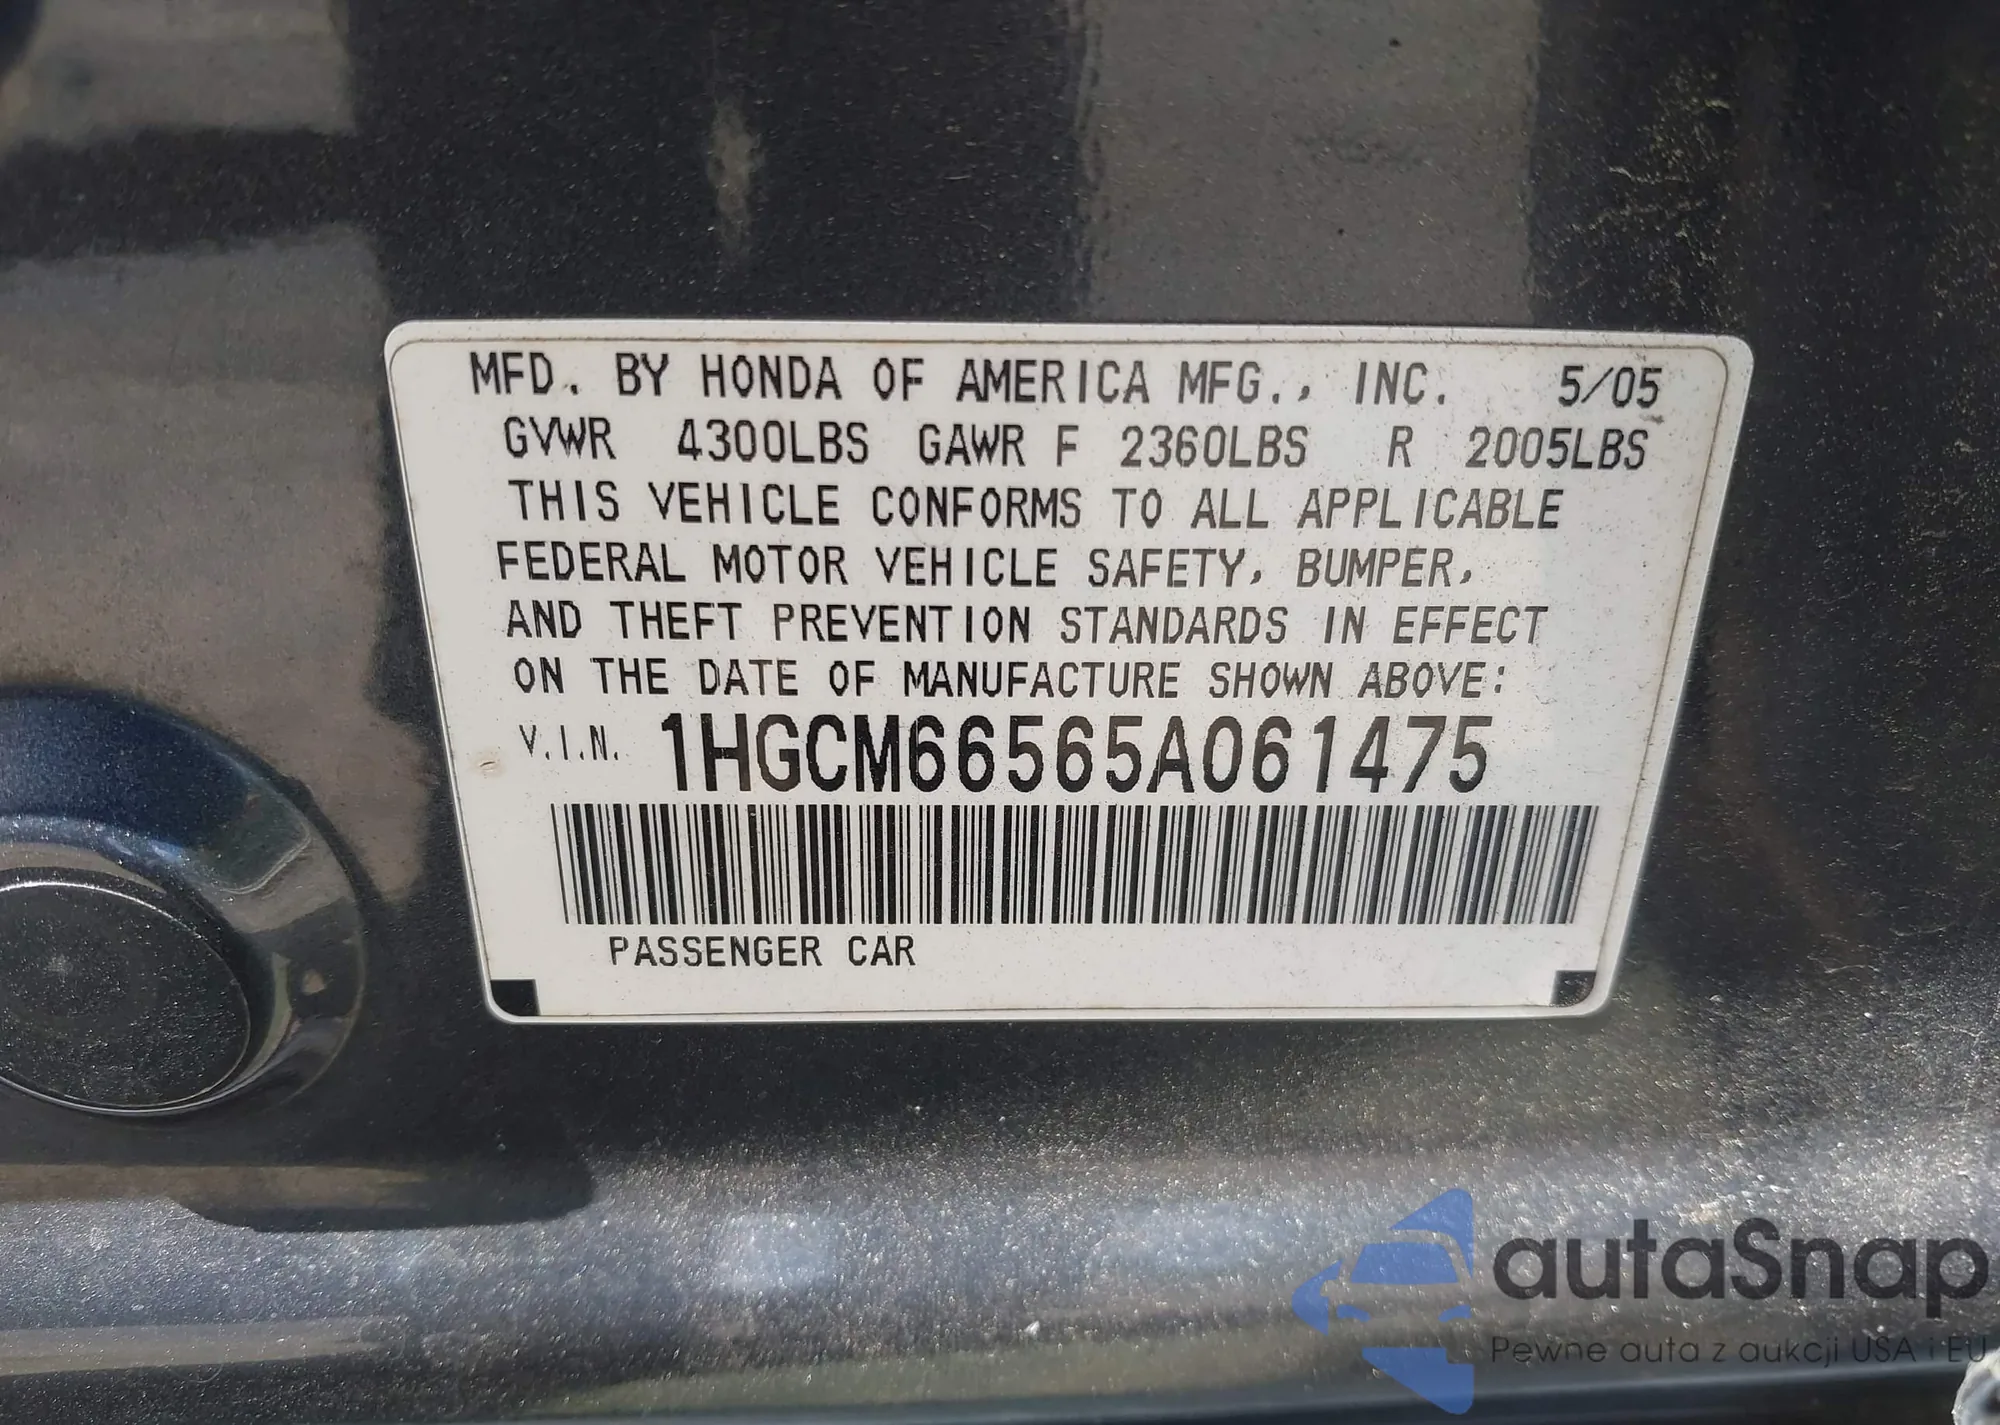 MFD. BY HONDA OF AMERICA MFG., INC. 5/05
GVWR 4300LBS GAWR F 2360LBS R 2005LBS
THIS VEHICLE CONFORMS TO ALL APPLICABLE
FEDERAL MOTOR VEHICLE SAFETY, BUMPER,
AND THEFT PREVENTION STANDARDS IN EFFECT
ON THE DATE OF MANUFACTURE SHOWN ABOVE:
V.I.N. 1HGCM66565A061475
PASSENGER CAR
autaSnap
Pewne auta z aukcji USA i EU